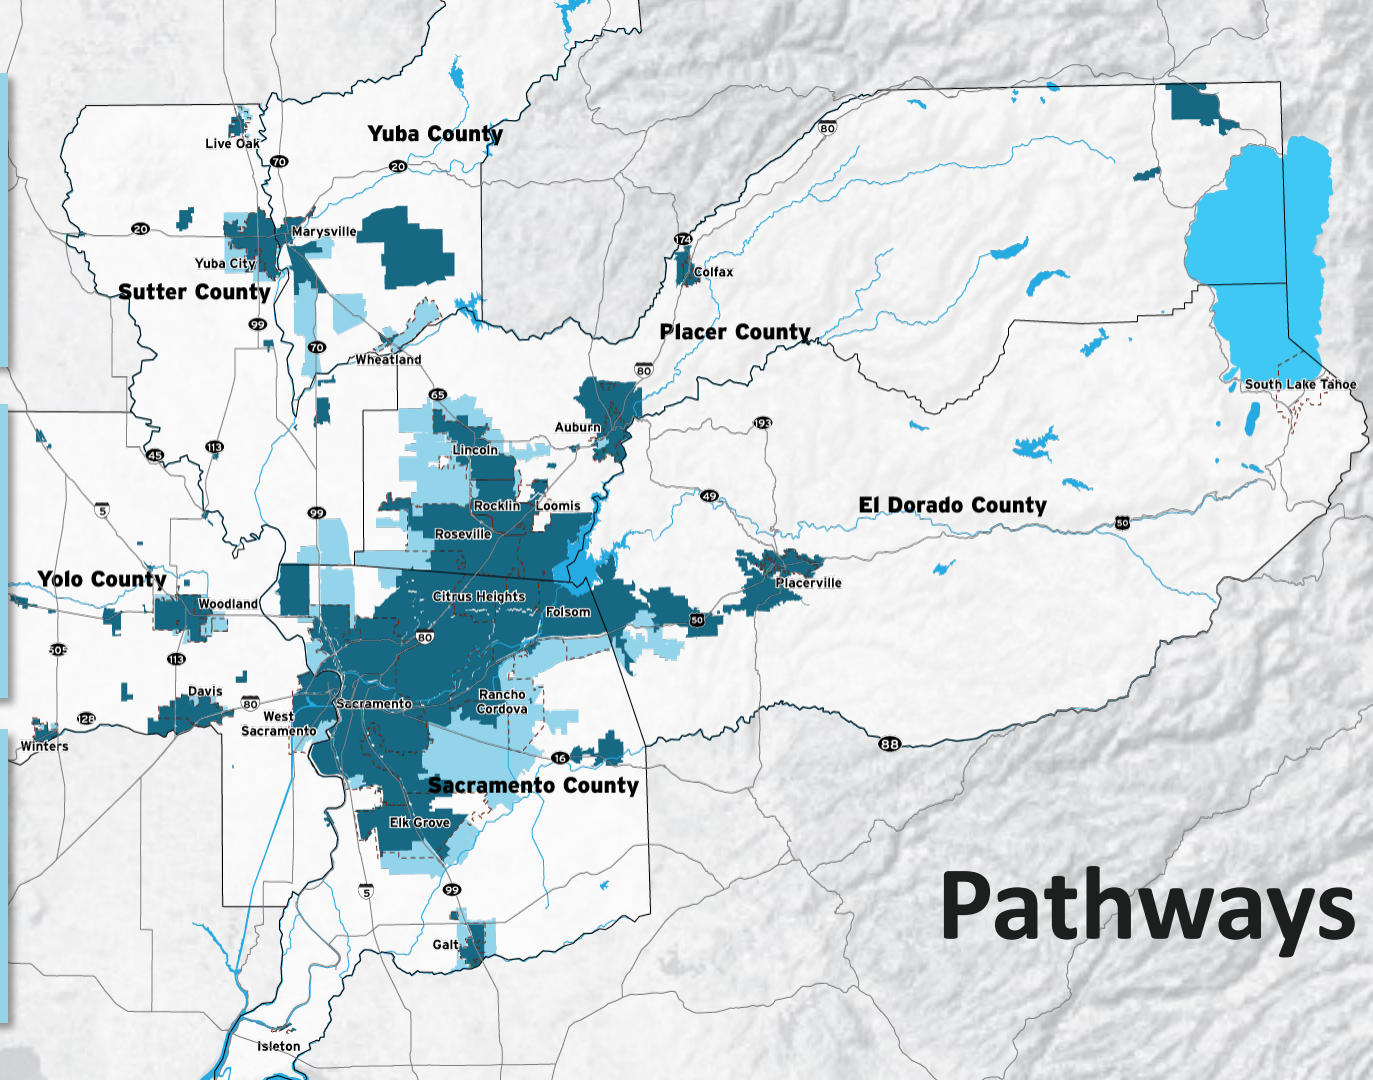 80
Yuba County
Live Oak
70
20
20
Marysville
174
Yuba City
Colfax
Sutter County
99
Placer County
70
Wheatland
80
South Lake Tahoe
65
193
Auburn
113
Lincoln
45
49
Rocklin
Loomis
El Dorado County
5
99
50
Roseville
Yolo County
Placerville
Citrus Heights
Woodland
Folsom
50
80
505
113
Davis
Rancho
Cordova
80
Sacramento
West
Sacramento
128
Winters
88
16
Sacramento County
Elk Grove
5
99
Pathways
Galt
Isleton